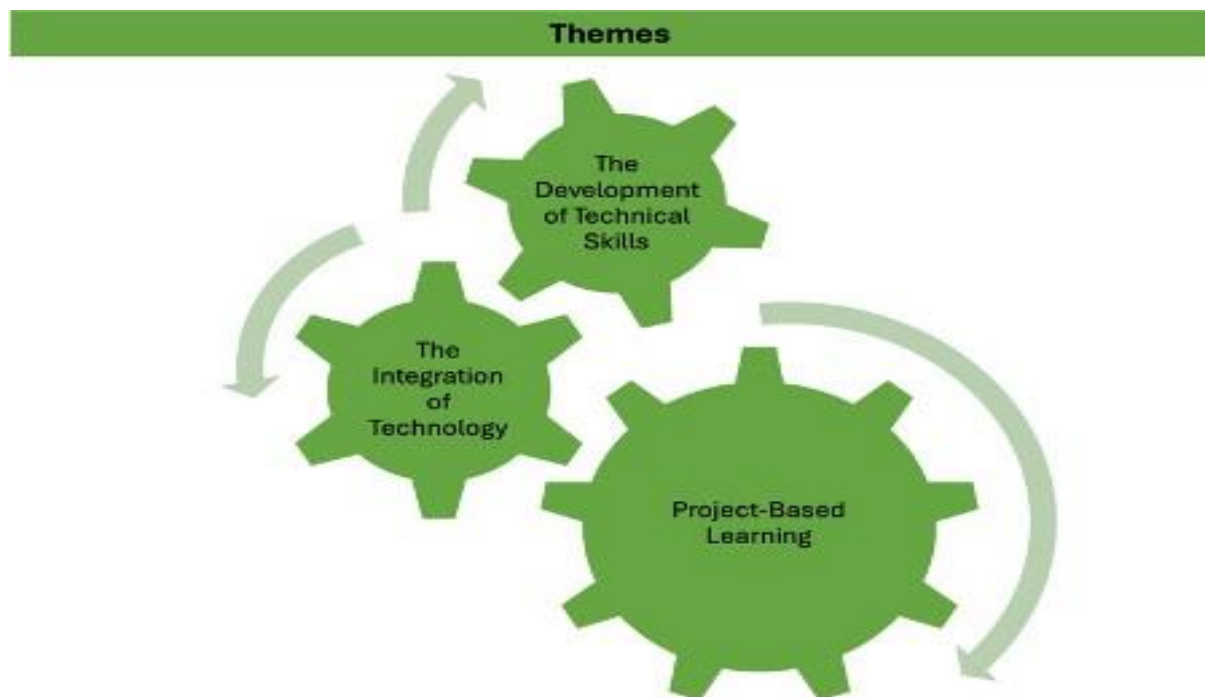 Themes
The
Development
of Technical
Skills
The
Integration
of
Technology
Project-Based
Learning